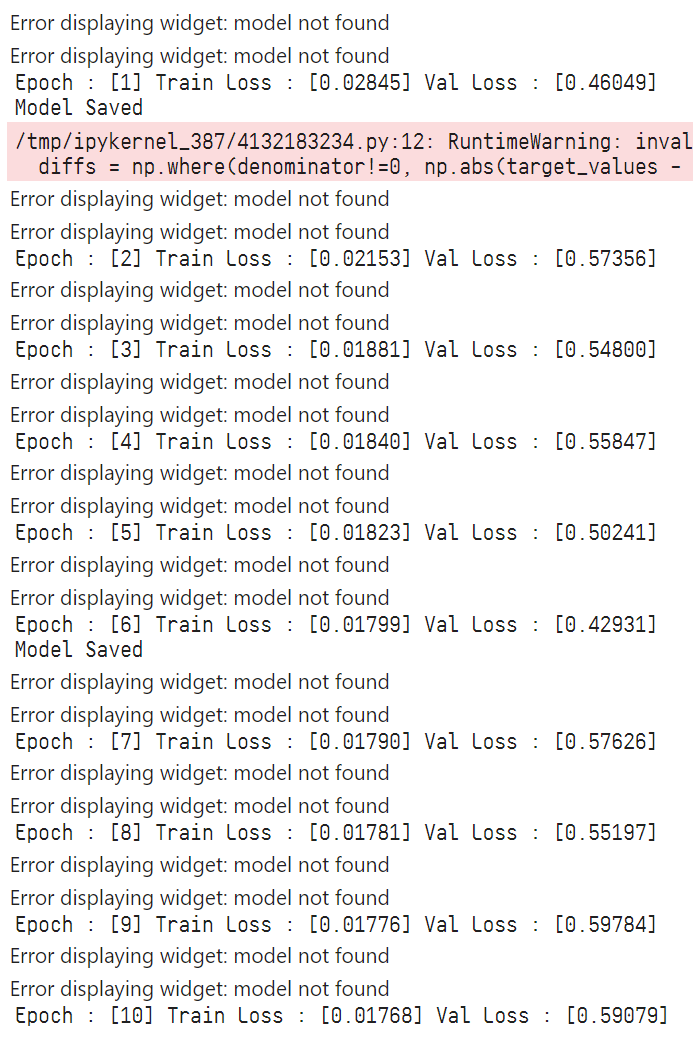 Error displaying widget: model not found
Error displaying widget: model not found
Epoch : [1] Train Loss : [0.02845] Val Loss : [0.46049]
Model Saved
/tmp/ipykernel_387/4132183234.py:12: RuntimeWarning: inval
diffs = np.where(denominator!=0, np.abs(target_values -
Error displaying widget: model not found
Error displaying widget: model not found
Epoch : [2] Train Loss : [0.02153] Val Loss : [0.57356]
Error displaying widget: model not found
Error displaying widget: model not found
Epoch : [3] Train Loss : [0.01881] Val Loss : [0.54800]
Error displaying widget: model not found
Error displaying widget: model not found
Epoch : [4] Train Loss : [0.01840] Val Loss : [0.55847]
Error displaying widget: model not found
Error displaying widget: model not found
Epoch : [5] Train Loss : [0.01823] Val Loss : [0.50241]
Error displaying widget: model not found
Error displaying widget: model not found
Epoch : [6] Train Loss : [0.01799] Val Loss : [0.42931]
Model Saved
Error displaying widget: model not found
Error displaying widget: model not found
Epoch : [7] Train Loss : [0.01790] Val Loss : [0.57626]
Error displaying widget: model not found
Error displaying widget: model not found
Epoch : [8] Train Loss : [0.01781] Val Loss : [0.55197]
Error displaying widget: model not found
Error displaying widget: model not found
Epoch : [9] Train Loss : [0.01776] Val Loss : [0.59784]
Error displaying widget: model not found
Error displaying widget: model not found
Epoch : [10] Train Loss : [0.01768] Val Loss : [0.59079]